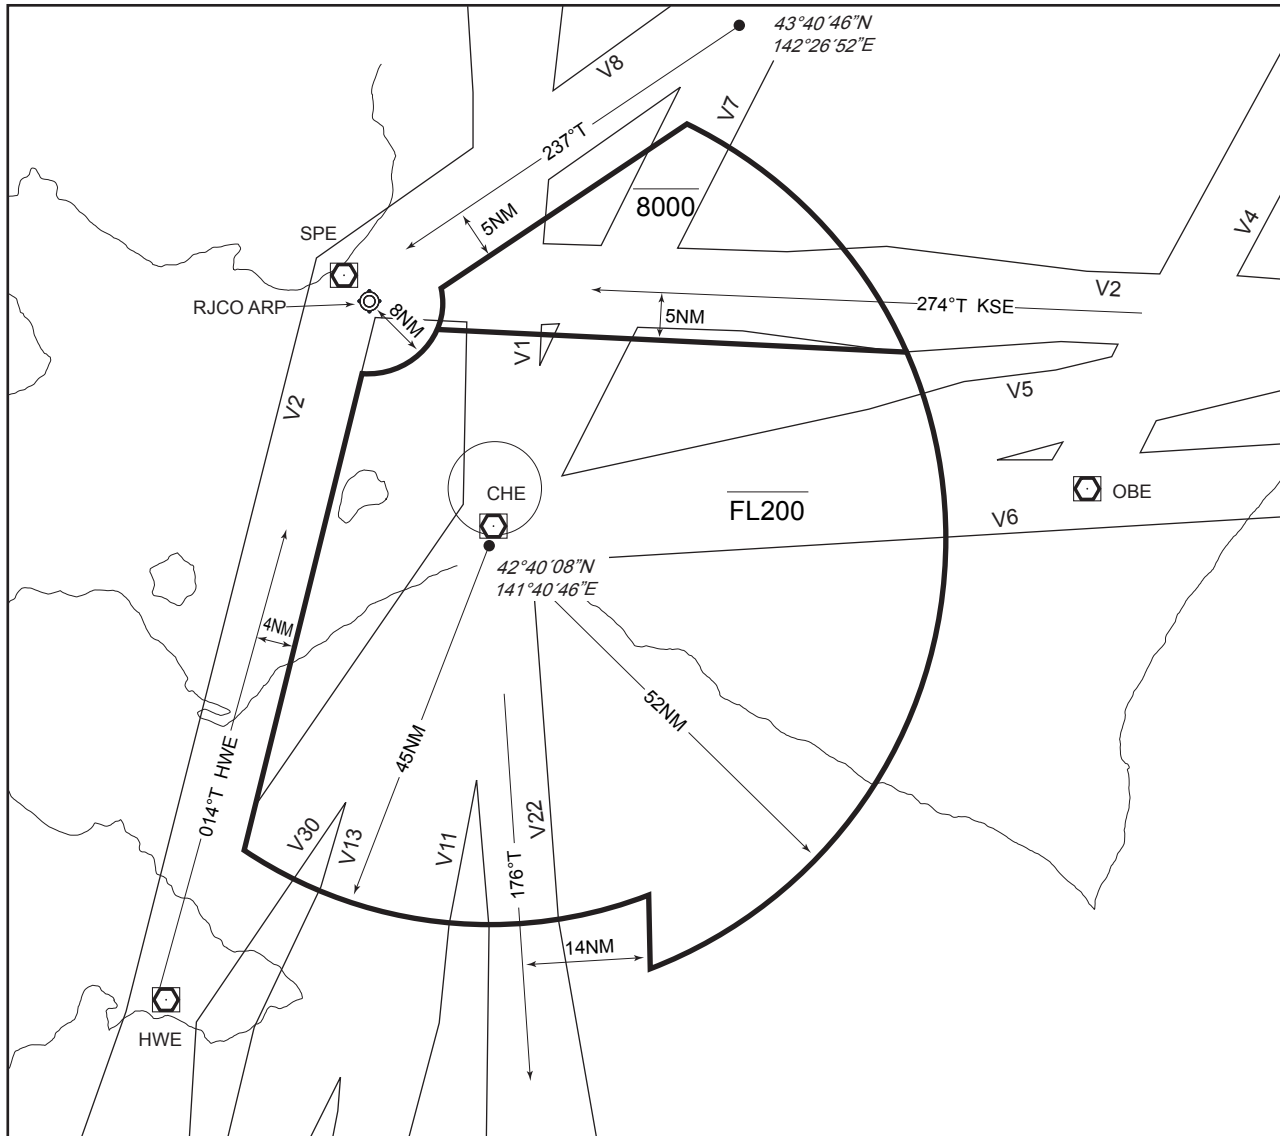 43°40´46”N
142°26´52”E
V8
V7
237°T
8000
5NM
SPE
V4
RJCO ARP
8NM
V2
274°T KSE
5NM
V1
V5
V2
CHE
OBE
FL200
V6
42°40´08”N
141°40´46”E
4NM
52NM
45NM
014°T HWE
V30
V13
V11
V22
176°T
14NM
HWE